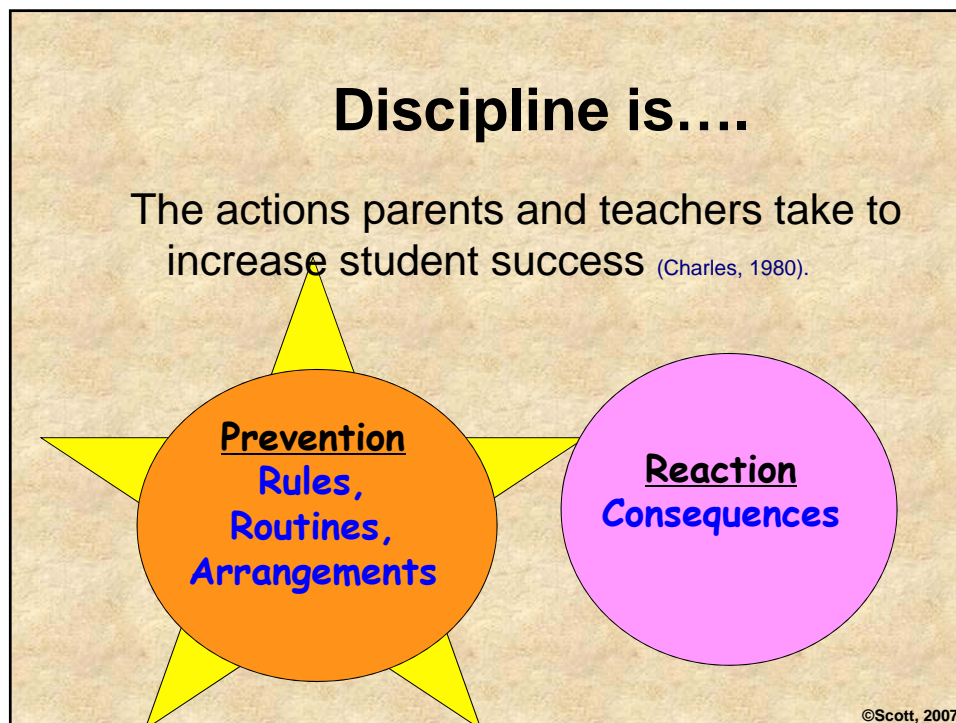 Discipline is….
The actions parents and teachers take to
increase student success (Charles, 1980).
Prevention
Rules,
Routines,
Arrangements
Reaction
Consequences
©Scott, 2007